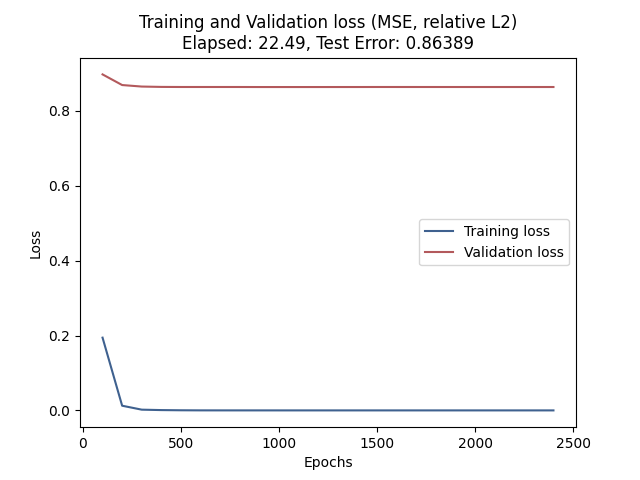 Training and Validation loss (MSE, relative L2)
Elapsed: 22.49, Test Error: 0.86389
0.8
0.6
0.4
0.2
0.0
Loss
Training loss
Validation loss
0
500
1000
1500
2000
2500
Epochs